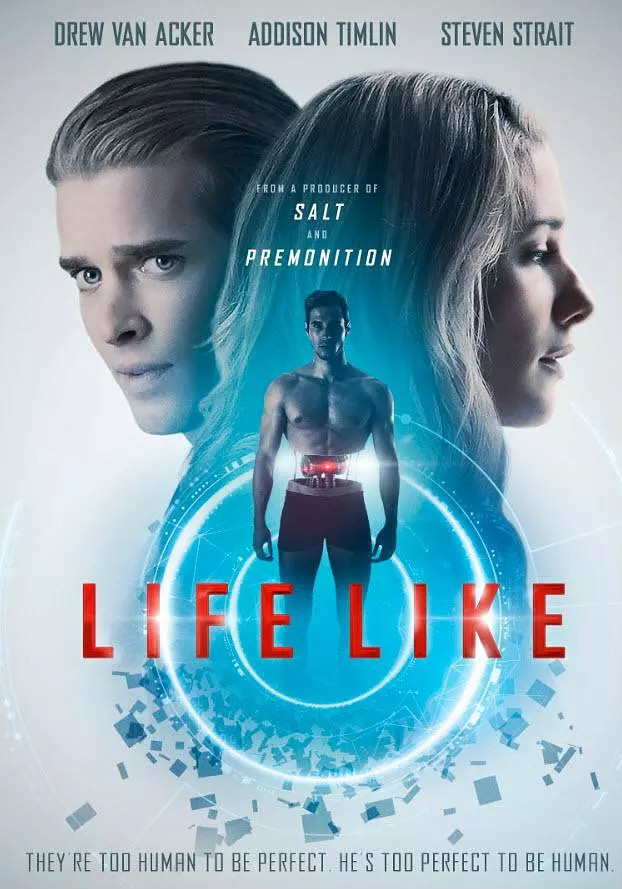 DREW VAN ACKER ADDISON TIMLIN STEVEN STRAIT
FROM A PRODUCER OF
SALT
AND
PREMONITION
LIFE LIKE
THEY'RE TOO HUMAN TO BE PERFECT. HE'S TOO PERFECT TO BE HUMAN.